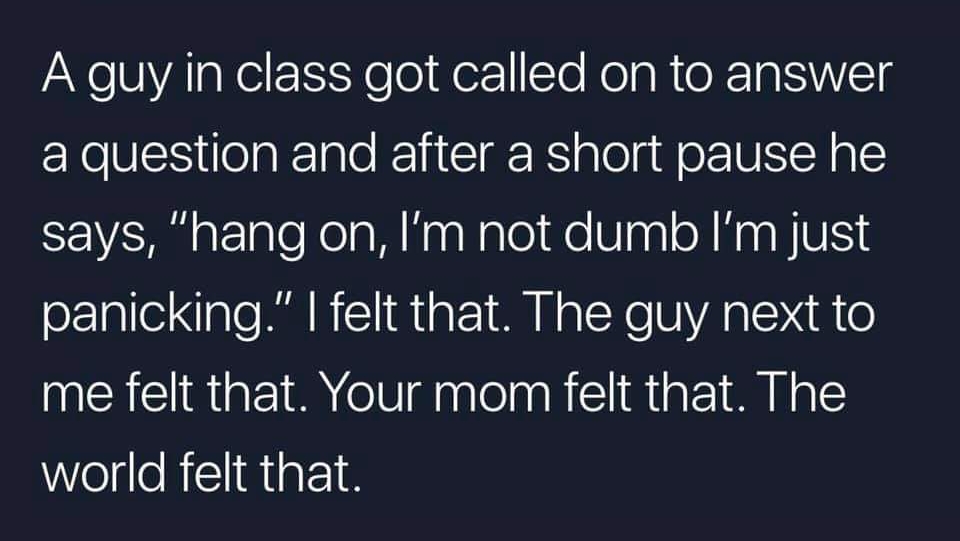 A guy in class got called on to answer
a question and after a short pause he
says, "hang on, I'm not dumb I'm just
panicking." I felt that. The guy next to
me felt that. Your mom felt that. The
world felt that.